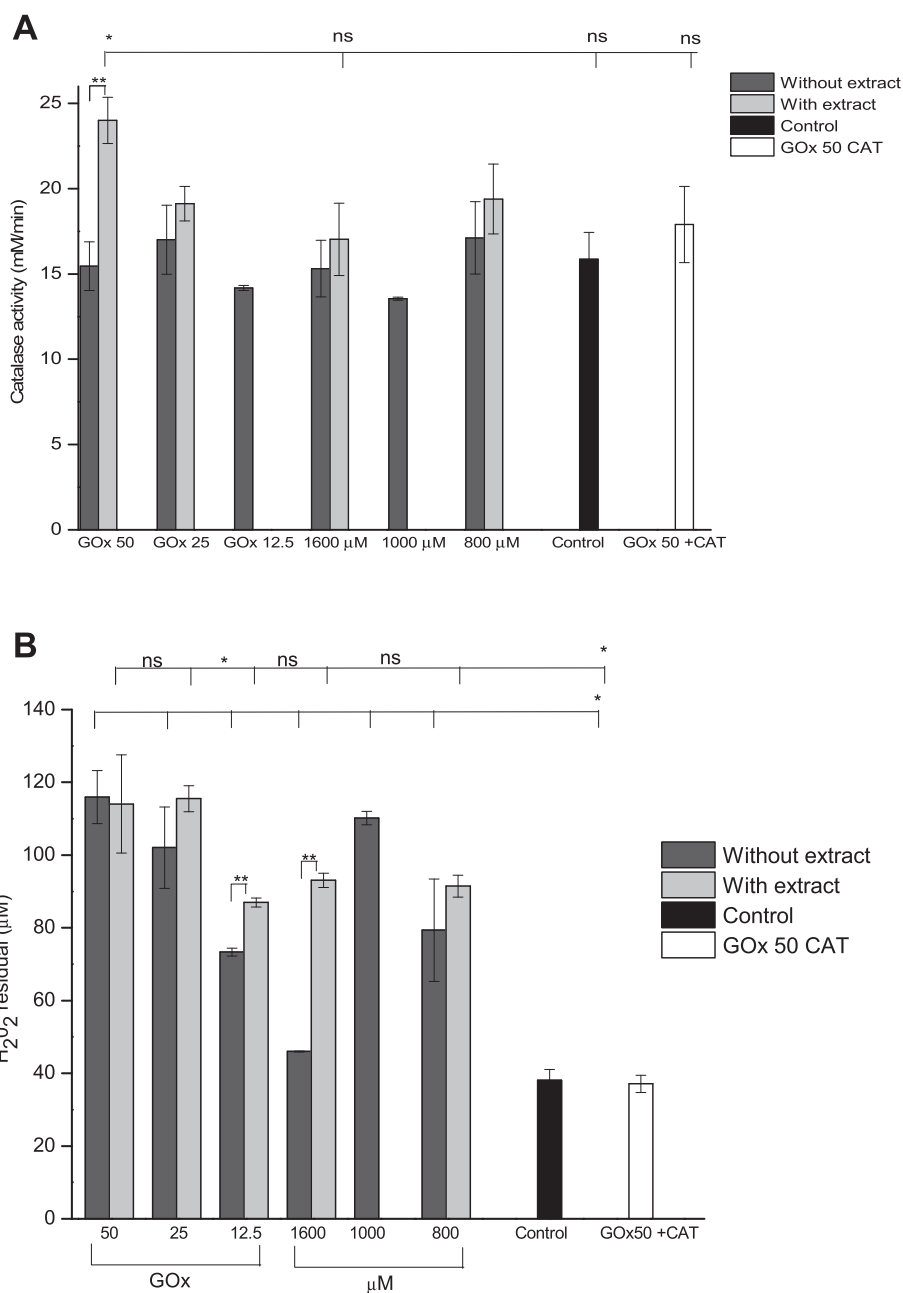 A
* ns ns ns
**
Without extract
With extract
Control
GOx 50 CAT
25
20
15
10
5
0
Catalase activity (mM/min)
GOx 50 GOx 25 GOx 12.5 1600 μM 1000 μM 800 μM Control GOx 50 +CAT
B
ns * ns ns *
*
140
120
100
80
60
40
20
0
H2O2 residual (μM)
**
**
Without extract
With extract
Control
GOx 50 CAT
50 25 12.5 1600 1000 800 Control GOx50 +CAT
GOx μM